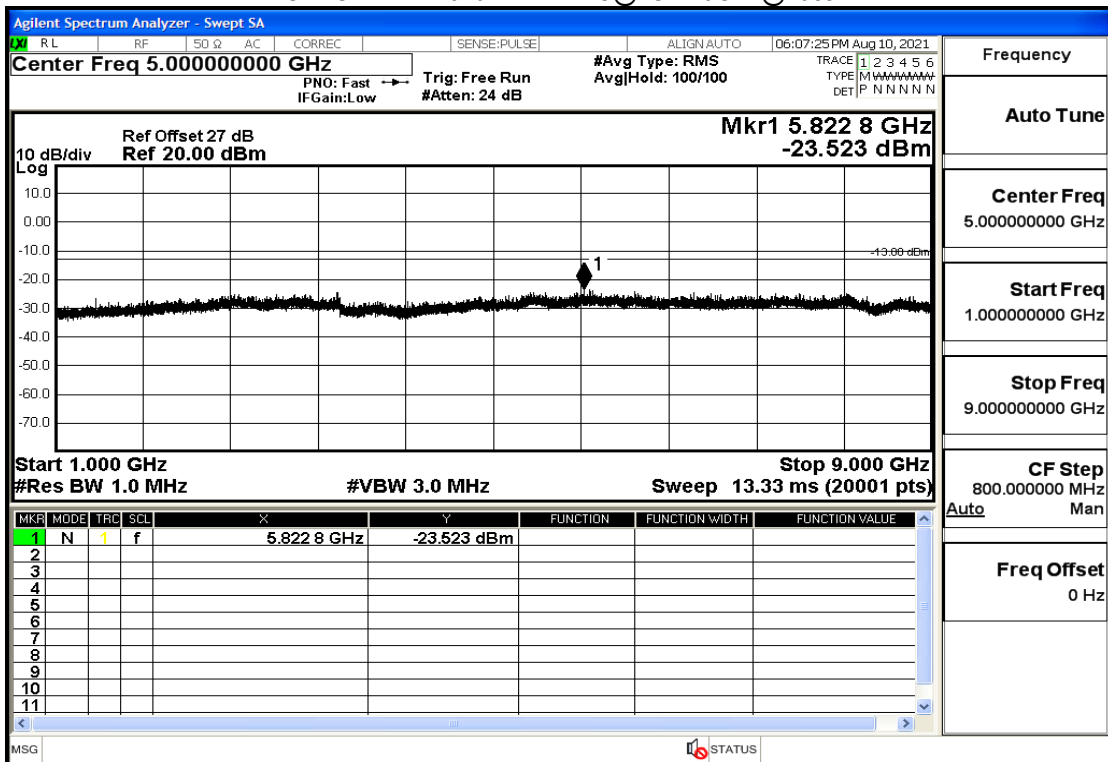 Agilent Spectrum Analyzer - Swept SA
LXI RL RF 50 Ω AC CORREC SENSE:PULSE ALIGN AUTO 06:07:25 PM Aug 10, 2021
Center Freq 5.000000000 GHz
PNO: Fast
IFGain:Low
Trig: Free Run
#Atten: 24 dB
#Avg Type: RMS
Avg|Hold: 100/100
TRACE 1 2 3 4 5 6
TYPE M WWWWW
DET P N N N N N
Mkr1 5.822 8 GHz
-23.523 dBm
Ref Offset 27 dB
10 dB/div Ref 20.00 dBm
Log
10.0
0.00
-10.0
-13.00 dBm
1
-20.0
-30.0
-40.0
-50.0
-60.0
-70.0
Start 1.000 GHz Stop 9.000 GHz
#Res BW 1.0 MHz #VBW 3.0 MHz Sweep 13.33 ms (20001 pts)
MKR MODE TRC SCL X Y FUNCTION FUNCTION WIDTH FUNCTION VALUE
1 N 1 f 5.822 8 GHz -23.523 dBm
2
3
4
5
6
7
8
9
10
11
MSG STATUS
Frequency
Auto Tune
Center Freq
5.000000000 GHz
Start Freq
1.000000000 GHz
Stop Freq
9.000000000 GHz
CF Step
800.000000 MHz
Auto Man
Freq Offset
0 Hz